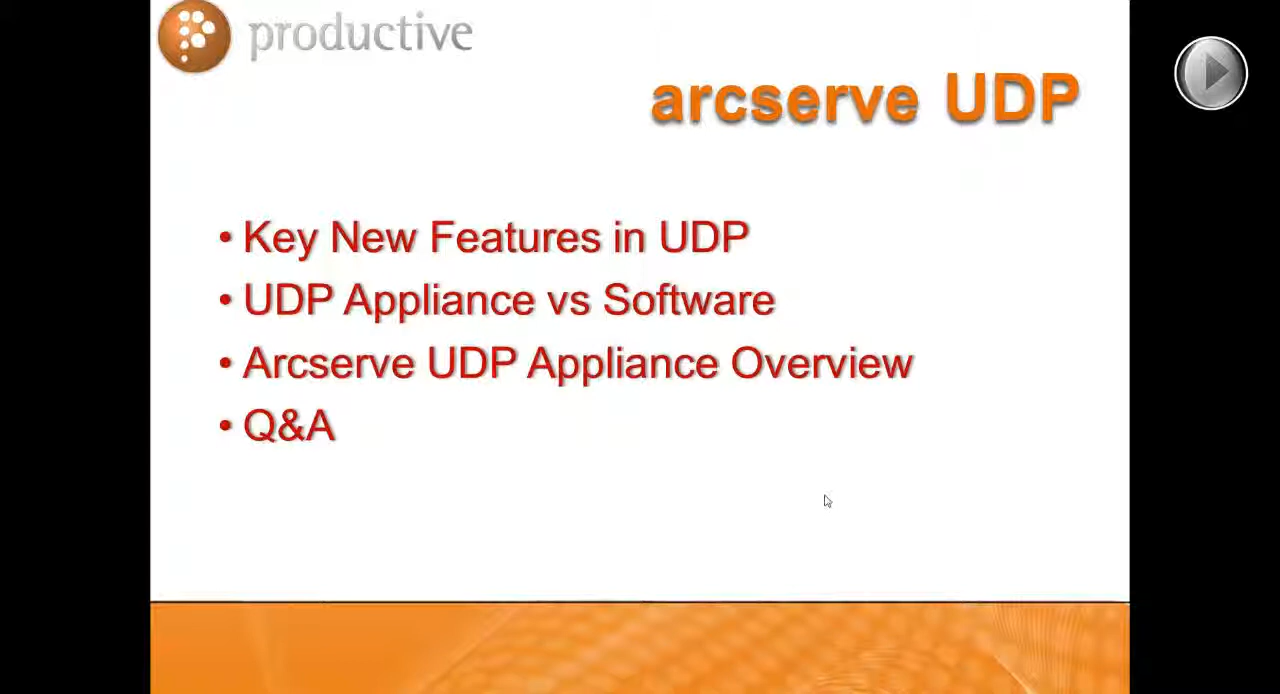 productive
arcserve UDP
• Key New Features in UDP
• UDP Appliance vs Software
• Arcserve UDP Appliance Overview
• Q&A